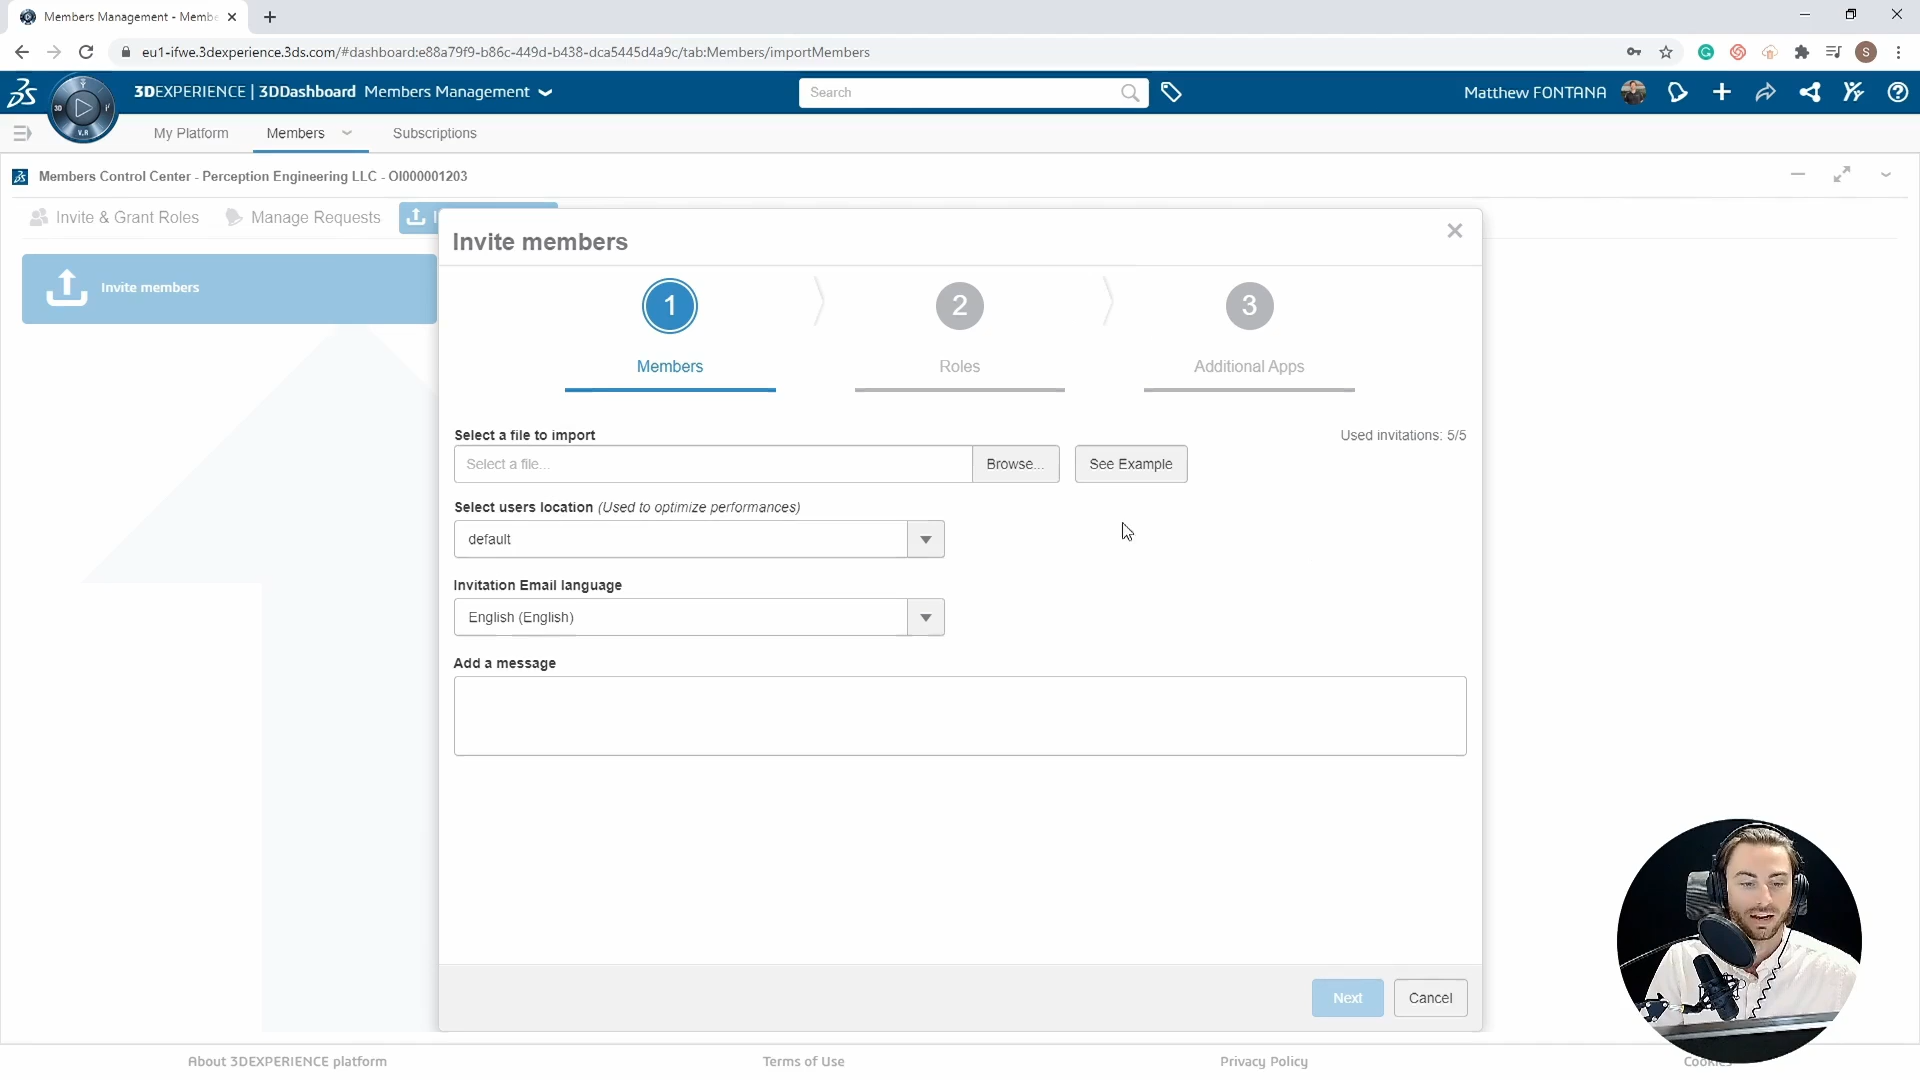 Members Management - Membe
eu1-ifwe.3dexperience.3ds.com/#dashboard:e88a79f9-b86c-449d-b438-dca5445d4a9c/tab:Members/importMembers
S
3DEXPERIENCE | 3DDashboard Members Management
Search
Matthew FONTANA
3D
V.R
My Platform
Members
Subscriptions
Members Control Center - Perception Engineering LLC - OI000001203
Invite & Grant Roles
Manage Requests
Invite members
Invite members
1
2
3
Members
Roles
Additional Apps
Select a file to import
Used invitations: 5/5
Select a file...
Browse...
See Example
Select users location (Used to optimize performances)
default
Invitation Email language
English (English)
Add a message
Next
Cancel
About 3DEXPERIENCE platform
Terms of Use
Privacy Policy
Cookies